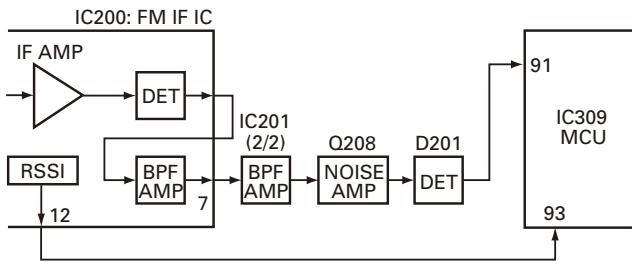 IC200: FM IF IC
IF AMP
DET
IC201
(2/2)
Q208
D201
91
IC309
MCU
RSSI
BPF
AMP
BPF
AMP
NOISE
AMP
DET
12
7
93